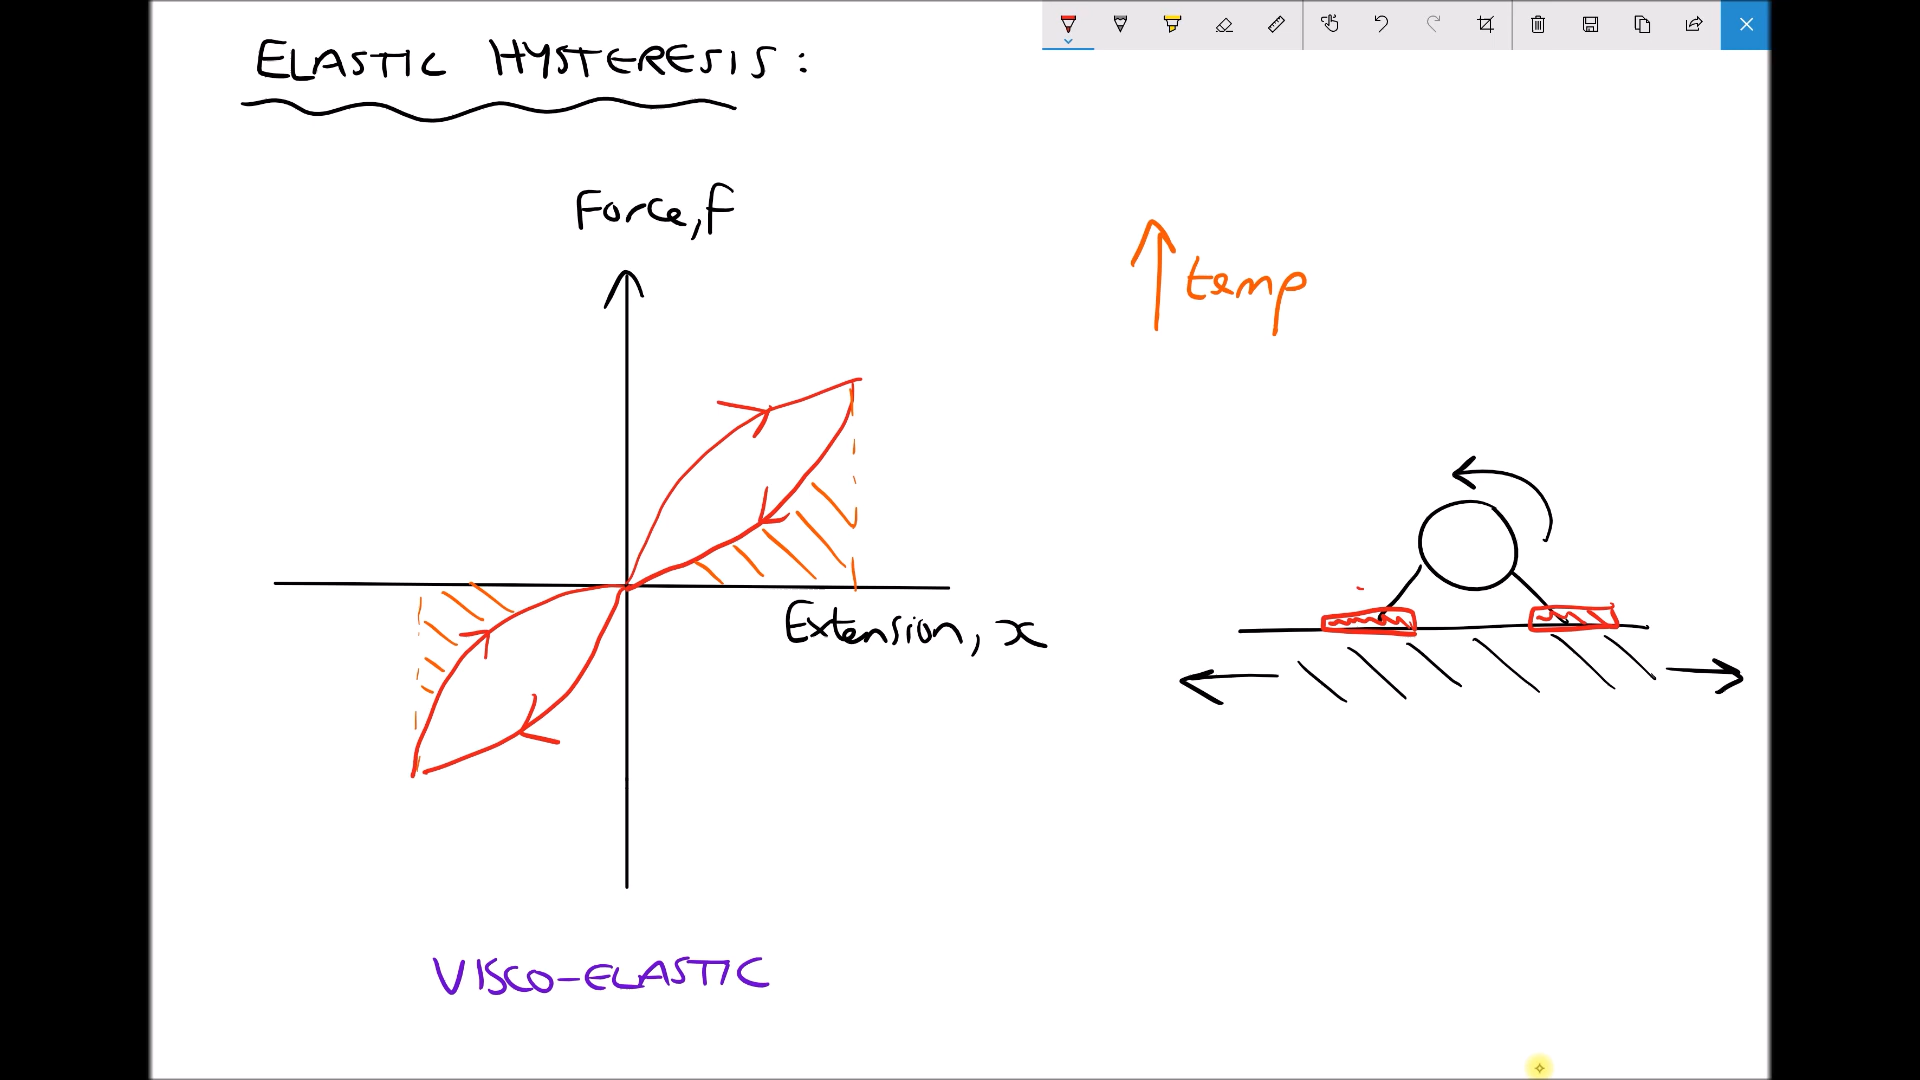 ELASTIC HYSTERESIS:
Force, F
temp
Extension, x
VISCO-ELASTIC